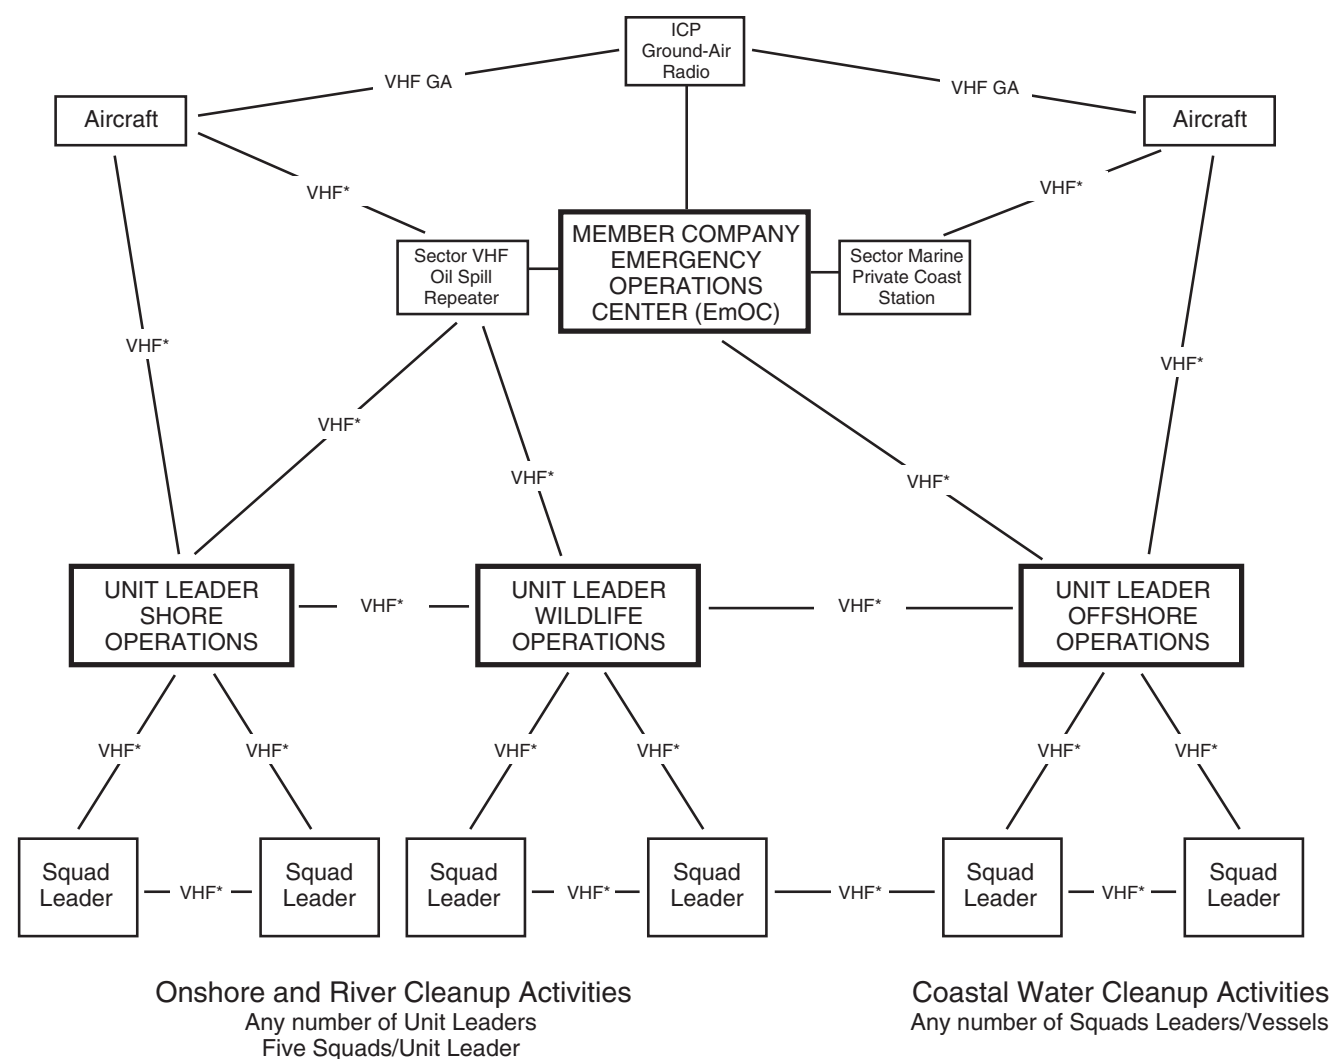 ICP
Ground-Air
Radio
VHF GA
VHF GA
Aircraft
Aircraft
VHF*
VHF*
MEMBER COMPANY
EMERGENCY
OPERATIONS
CENTER (EmOC)
Sector VHF
Oil Spill
Repeater
Sector Marine
Private Coast
Station
VHF*
VHF*
VHF*
VHF*
VHF*
UNIT LEADER
SHORE
OPERATIONS
VHF*
UNIT LEADER
WILDLIFE
OPERATIONS
VHF*
UNIT LEADER
OFFSHORE
OPERATIONS
VHF*
VHF*
VHF*
VHF*
VHF*
VHF*
Squad
Leader
VHF*
Squad
Leader
Squad
Leader
VHF*
Squad
Leader
VHF*
Squad
Leader
VHF*
Squad
Leader
Onshore and River Cleanup Activities
Any number of Unit Leaders
Five Squads/Unit Leader
Coastal Water Cleanup Activities
Any number of Squads Leaders/Vessels